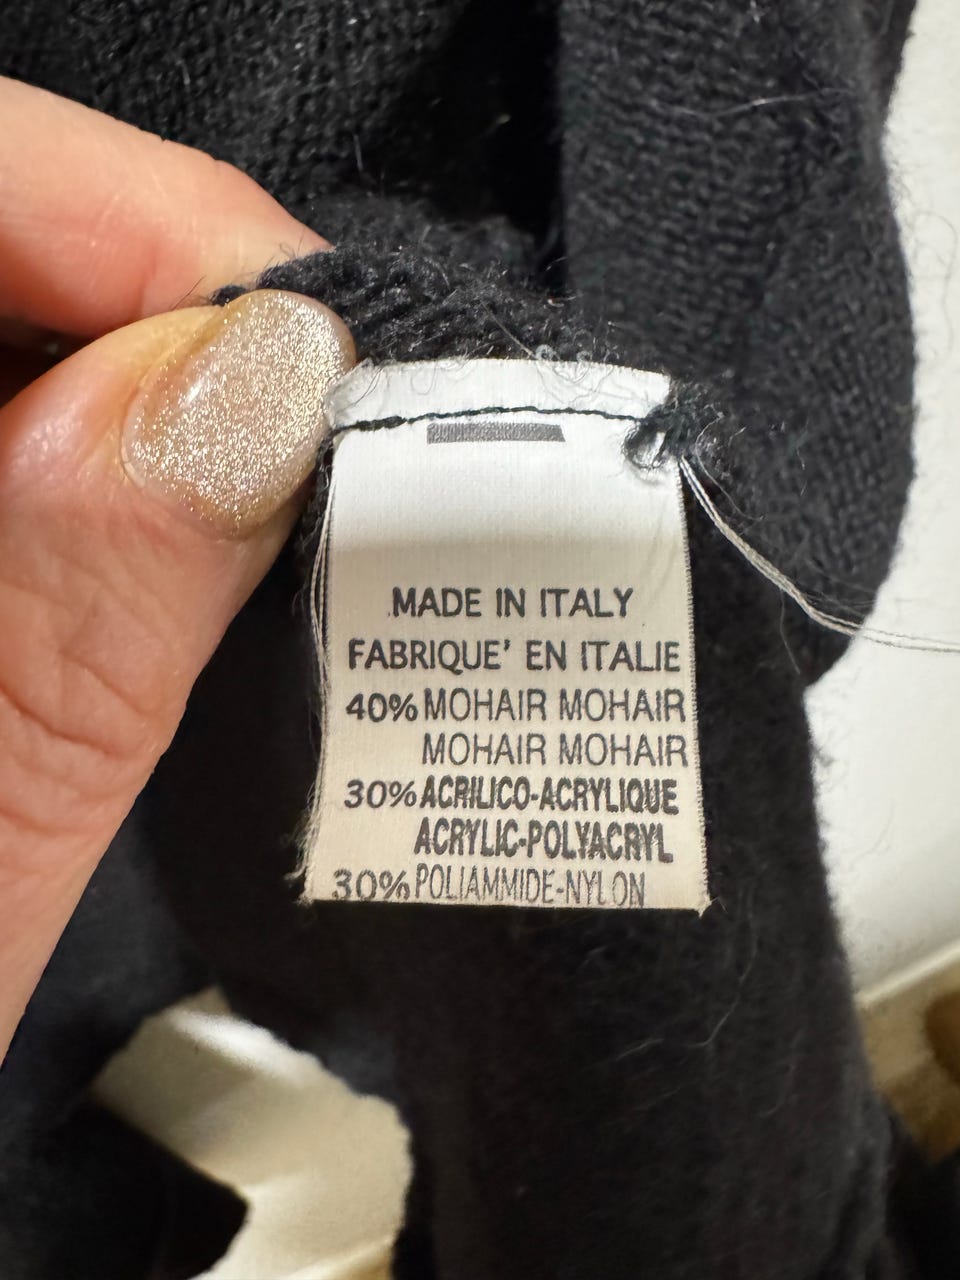 MADE IN ITALY
FABRIQUE' EN ITALIE
40% MOHAIR MOHAIR
MOHAIR MOHAIR
30% ACRILICO-ACRYLIQUE
ACRYLIC-POLYACRYL
30% POLIAMMIDE-NYLON